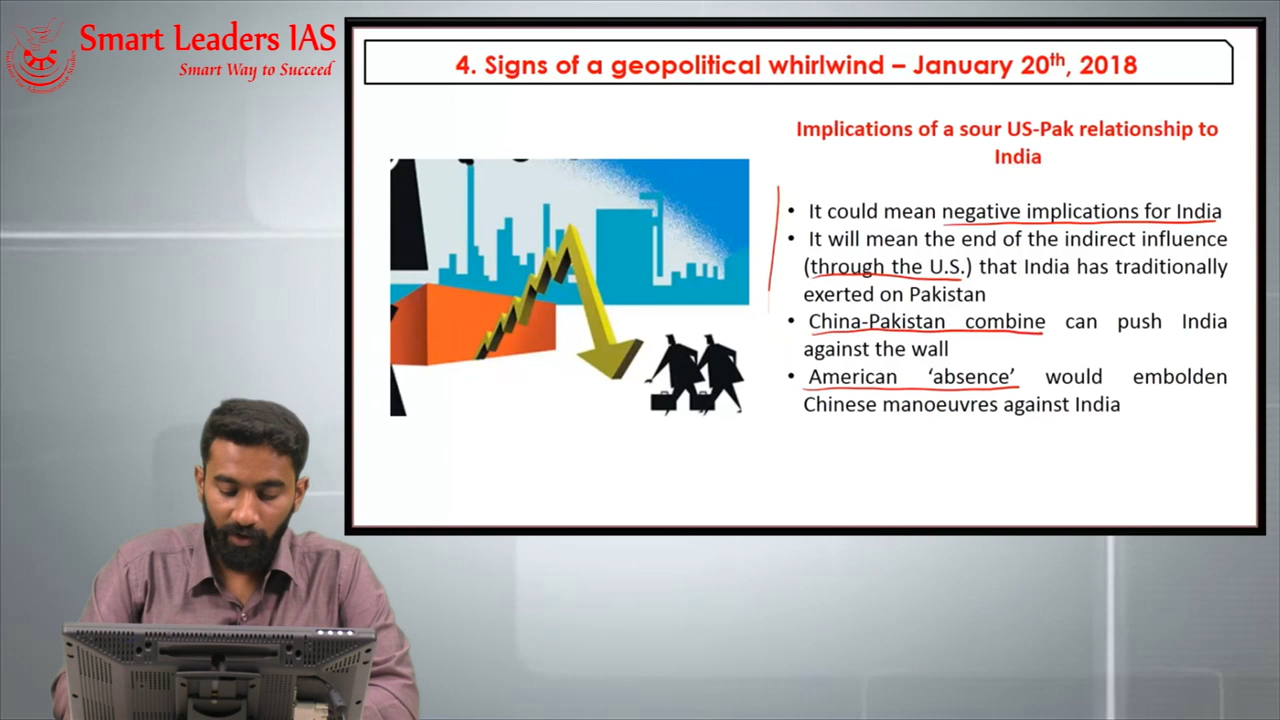 Smart Leaders IAS
Smart Way to Succeed
4. Signs of a geopolitical whirlwind – January 20th, 2018
Implications of a sour US-Pak relationship to
India
• It could mean negative implications for India
• It will mean the end of the indirect influence
(through the U.S.) that India has traditionally
exerted on Pakistan
• China-Pakistan combine can push India
against the wall
• American ‘absence’ would embolden
Chinese manoeuvres against India